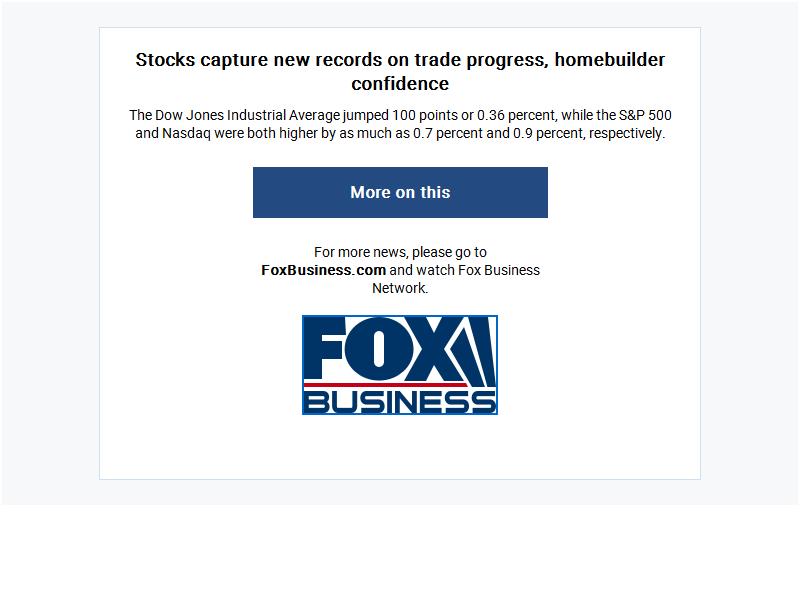 Stocks capture new records on trade progress, homebuilder
confidence
The Dow Jones Industrial Average jumped 100 points or 0.36 percent, while the S&P 500
and Nasdaq were both higher by as much as 0.7 percent and 0.9 percent, respectively.
More on this
For more news, please go to
FoxBusiness.com and watch Fox Business
Network.
FOX
BUSINESS